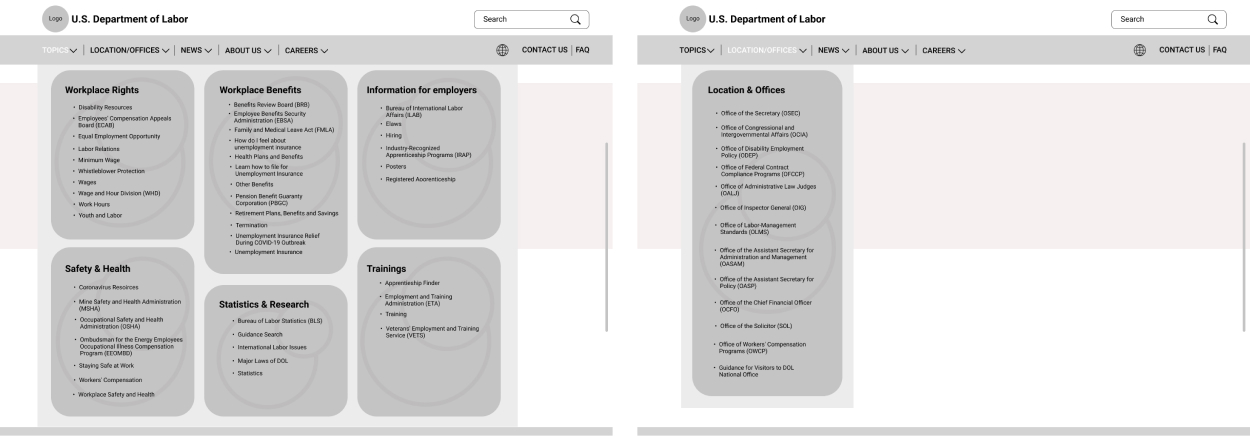 Logo U.S. Department of Labor Search
TOPICS LOCATION/OFFICES NEWS ABOUT US CAREERS CONTACT US FAQ
Workplace Rights
• Disability Resources
• Employees' Compensation Appeals
Board (ECAB)
• Equal Employment Opportunity
• Labor Relations
• Minimum Wage
• Whistleblower Protection
• Wages
• Wage and Hour Division (WHD)
• Work Hours
• Youth and Labor
Workplace Benefits
• Benefits Review Board (BRB)
• Employee Benefits Security
Administration (EBSA)
• Family and Medical Leave Act (FMLA)
• How do I feel about
unemployment insurance
• Health Plans and Benefits
• Learn how to file for
Unemployment Insurance
• Other Benefits
• Pension Benefit Guaranty
Corporation (PBGC)
• Retirement Plans, Benefits and Savings
• Termination
• Unemployment Insurance Relief
During COVID-19 Outbreak
• Unemployment Insurance
Information for employers
• Bureau of International Labor
Affairs (ILAB)
• Elaws
• Hiring
• Industry-Recognized
Apprenticeship Programs (IRAP)
• Posters
• Registered Aoorenticeship
Safety & Health
• Coronavirus Resoirces
• Mine Safety and Health Administration
(MSHA)
• Occupational Safety and Health
Administration (OSHA)
• Ombudsman for the Energy Employees
Occupational Illness Compensation
Program (EEOMBD)
• Staying Safe at Work
• Workers' Compensation
• Workplace Safety and Health
Statistics & Research
• Bureau of Labor Statistics (BLS)
• Guidance Search
• International Labor Issues
• Major Laws of DOL
• Statistics
Trainings
• Apprentieship Finder
• Employment and Training
Administration (ETA)
• Training
• Veterans' Employment and Training
Service (VETS)
Logo U.S. Department of Labor Search
TOPICS LOCATION/OFFICES NEWS ABOUT US CAREERS CONTACT US FAQ
Location & Offices
• Office of the Secretary (OSEC)
• Office of Congressional and
Intergovernmental Affairs (OCIA)
• Office of Disability Employment
Policy (ODEP)
• Office of Federal Contract
Compliance Programs (OFCCP)
• Office of Administrative Law Judges
(OALJ)
• Office of Inspector General (OIG)
• Office of Labor-Management
Standards (OLMS)
• Office of the Assistant Secretary for
Administration and Management
(OASAM)
• Office of the Assistant Secretary for
Policy (OASP)
• Office of the Chief Financial Officer
(OCFO)
• Office of the Solicitor (SOL)
• Office of Workers' Compensation
Programs (OWCP)
• Guidance for Visitors to DOL
National Office